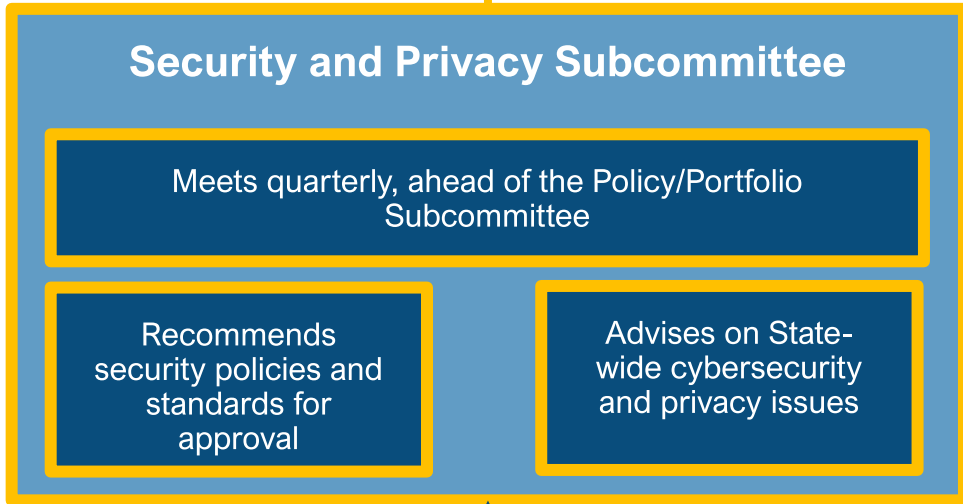 Security and Privacy Subcommittee
Meets quarterly, ahead of the Policy/Portfolio
Subcommittee
Recommends
security policies and
standards for
approval
Advises on State-
wide cybersecurity
and privacy issues